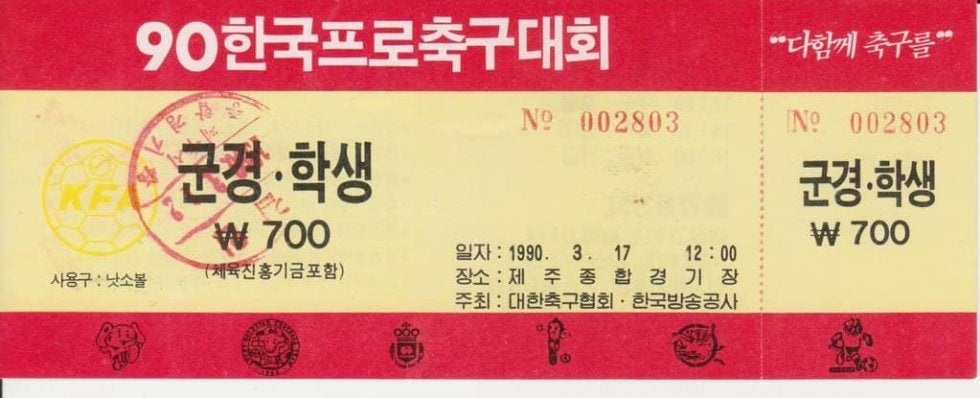 90한국프로축구대회
"다함께 축구를"
Nº 002803
Nº 002803
KFA
군경·학생
₩ 700
(체육진흥기금포함)
사용구 : 낫소볼
일자 : 1990. 3. 17 12 : 00
장소 : 제주종합경기장
주최 : 대한축구협회 · 한국방송공사
군경·학생
₩ 700